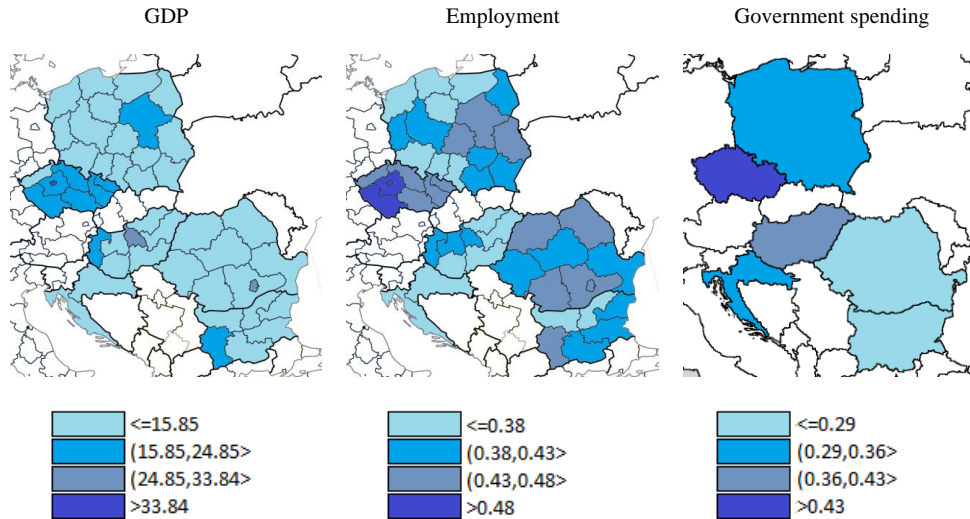 GDP Employment Government spending
<=15.85 <=0.38 <=0.29
(15.85,24.85> (0.38,0.43> (0.29,0.36>
(24.85,33.84> (0.43,0.48> (0.36,0.43>
>33.84 >0.48 >0.43